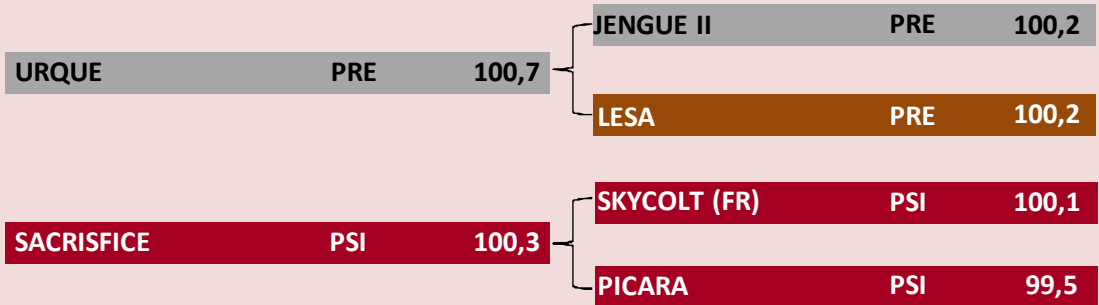 JENGUE II PRE 100,2
URQUE PRE 100,7
LESA PRE 100,2
SKYCOLT (FR) PSI 100,1
SACRISFICE PSI 100,3
PICARA PSI 99,5